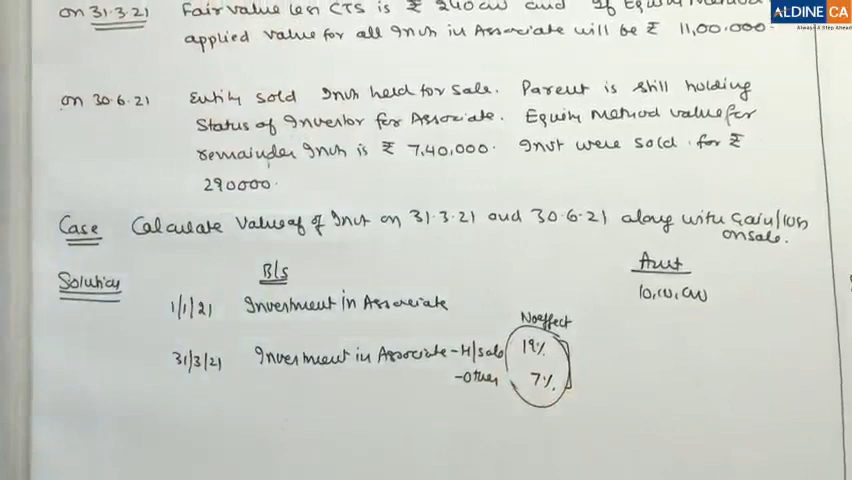 ALDINE CA
Always A Step Ahead
on 31.3.21 Fair value less CTS is ₹ 240000 and if Equity Method
applied value for all Invt in Associate will be ₹ 11,00,000.
on 30.6.21 Entity sold Invt held for sale. Parent is still holding
Status of Investor for Associate. Equity Method value for
remainder Invt is ₹ 7,40,000. Invt were sold for ₹
290000.
Case Calculate Value of Invt on 31.3.21 and 30.6.21 along with Gain/loss
on sale.
Solution B/S Amt
1/1/21 Investment in Associate 10,00,000
No effect
31/3/21 Investment in Associate - H/Sale 19%
- Other 7%